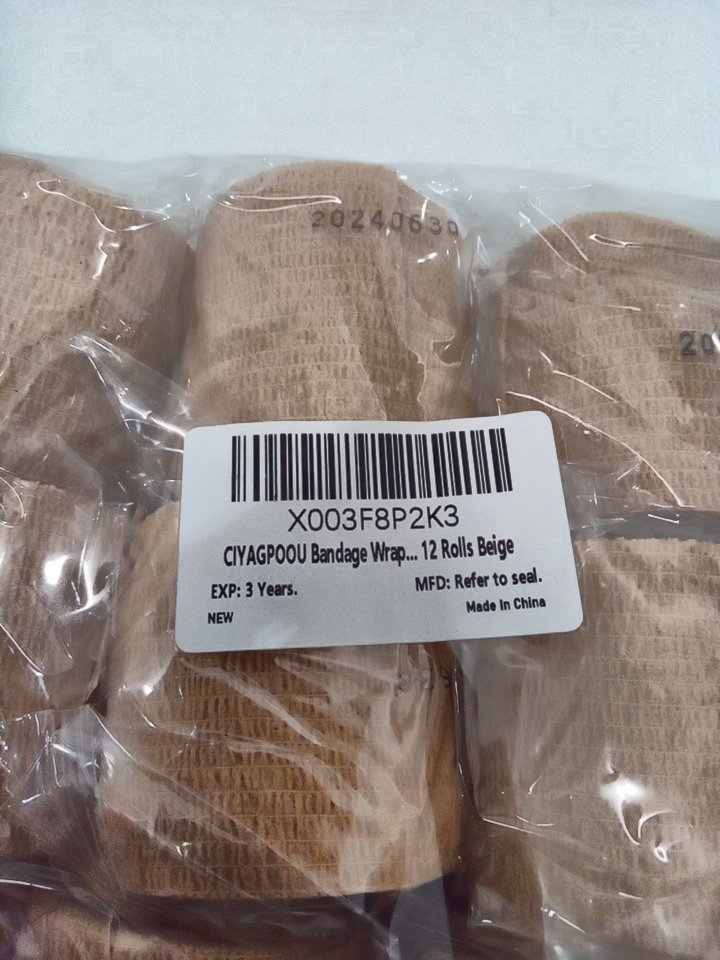 20240630
20
X003F8P2K3
CIYAGPOOU Bandage Wrap... 12 Rolls Beige
EXP: 3 Years.
MFD: Refer to seal.
NEW
Made In China